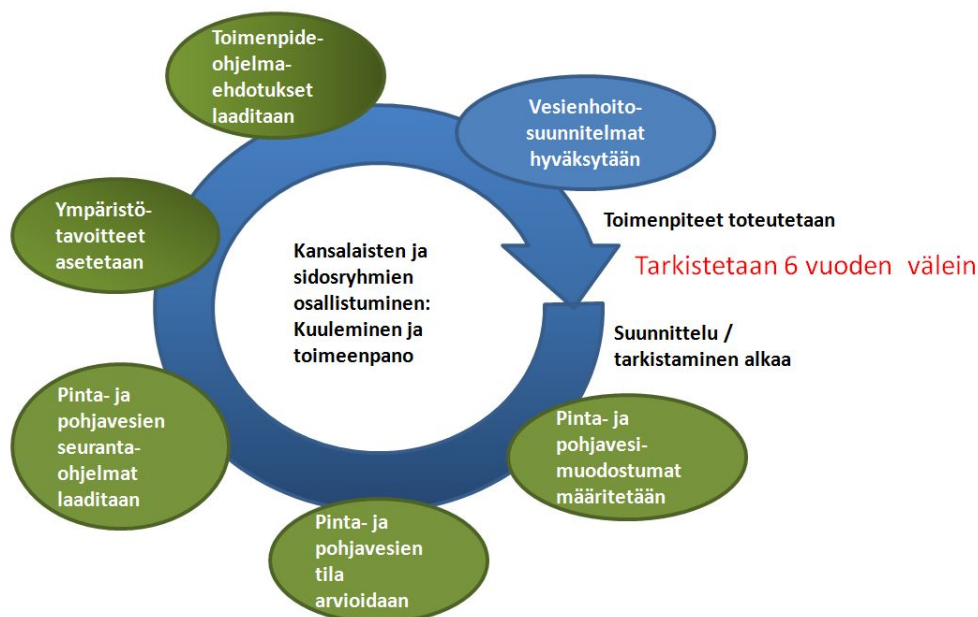 Toimenpide-
ohjelma-
ehdotukset
laaditaan
Vesienhoito-
suunnitelmat
hyväksytään
Ympäristö-
tavoitteet
asetetaan
Toimenpiteet toteutetaan
Tarkistetaan 6 vuoden välein
Kansalaisten ja
sidosryhmien
osallistuminen:
Kuuleminen ja
toimeenpano
Suunnittelu /
tarkistaminen alkaa
Pinta- ja
pohjavesien
seuranta-
ohjelmat
laaditaan
Pinta- ja
pohjavesi-
muodostumat
määritetään
Pinta- ja
pohjavesien
tila
arvioidaan